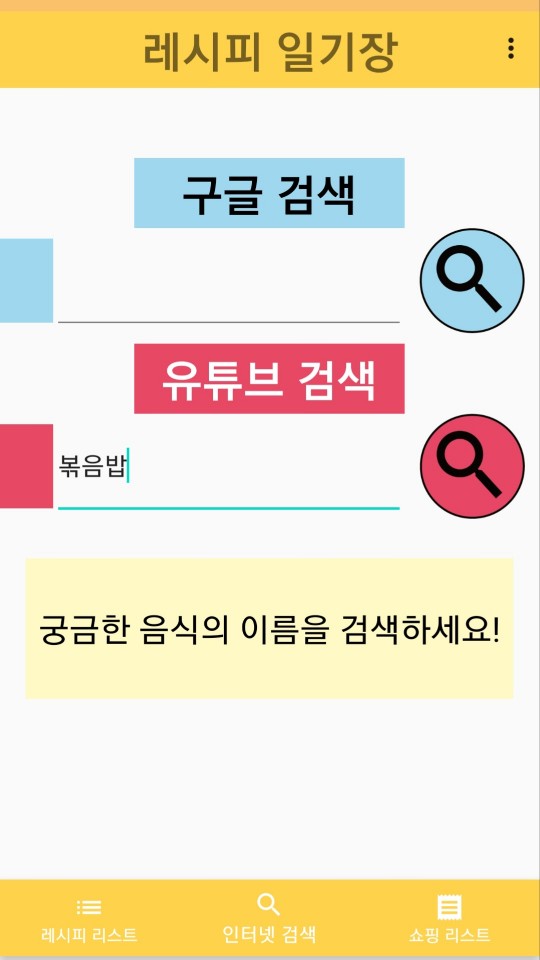 레시피 일기장
구글 검색
유튜브 검색
볶음밥
궁금한 음식의 이름을 검색하세요!
레시피 리스트
인터넷 검색
쇼핑 리스트